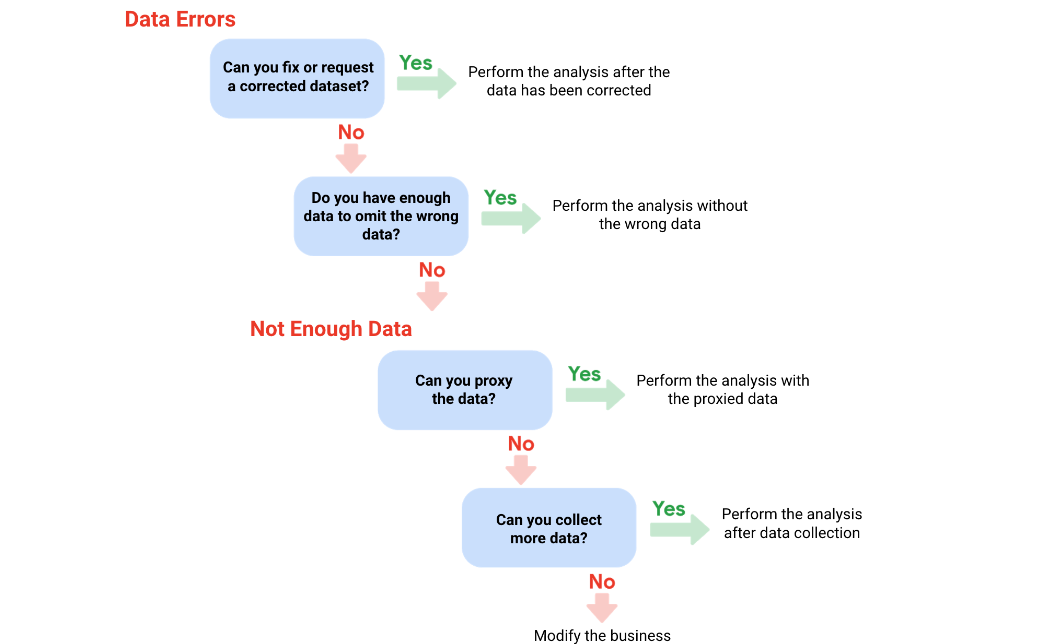 Data Errors
Can you fix or request
a corrected dataset?
Yes
Perform the analysis after the
data has been corrected
No
Do you have enough
data to omit the wrong
data?
Yes
Perform the analysis without
the wrong data
No
Not Enough Data
Can you proxy
the data?
Yes
Perform the analysis with
the proxied data
No
Can you collect
more data?
Yes
Perform the analysis
after data collection
No
Modify the business